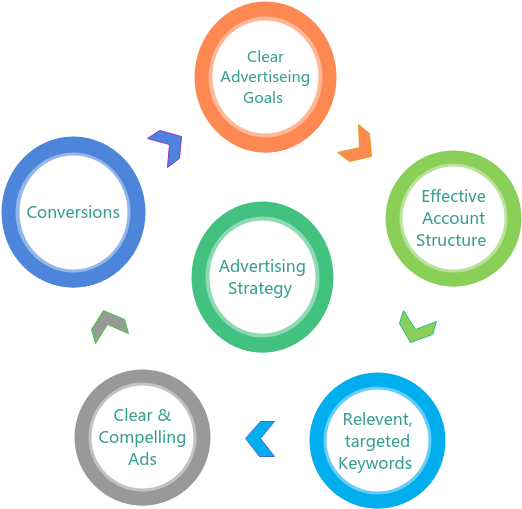 Clear
Advertiseing
Goals
Effective
Account
Structure
Relevent,
targeted
Keywords
Clear &
Compelling
Ads
Conversions
Advertising
Strategy